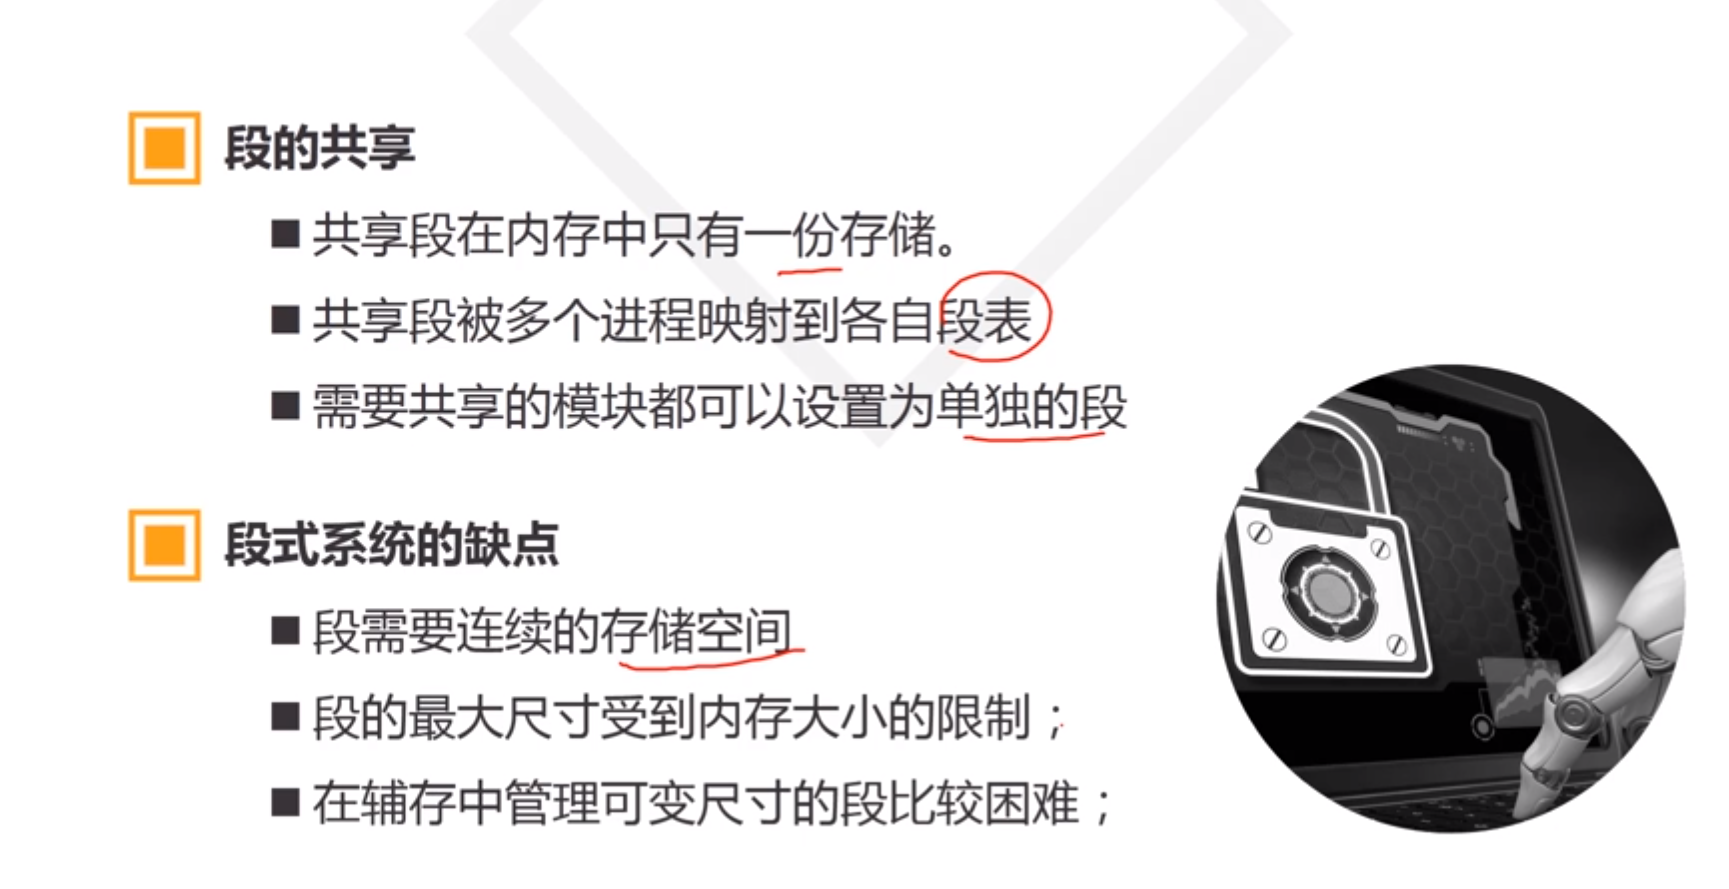 段的共享
■ 共享段在内存中只有一份存储。
■ 共享段被多个进程映射到各自段表
■ 需要共享的模块都可以设置为单独的段
段式系统的缺点
■ 段需要连续的存储空间
■ 段的最大尺寸受到内存大小的限制；
■ 在辅存中管理可变尺寸的段比较困难；